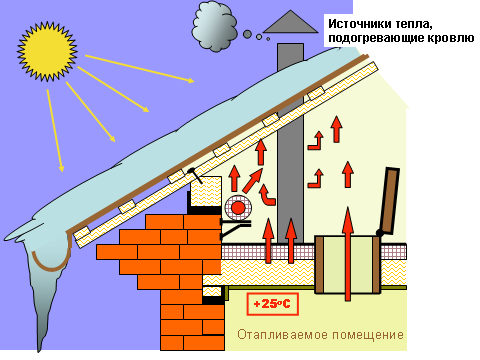 Источники тепла,
подогревающие кровлю
+25°C
Отапливаемое помещение